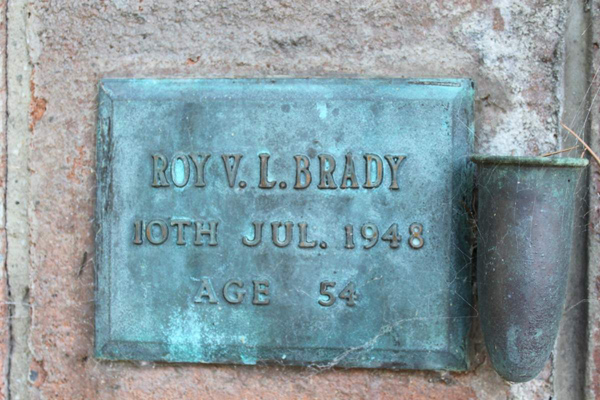 ROY V. L. BRADY
10TH JUL. 1948
AGE 54